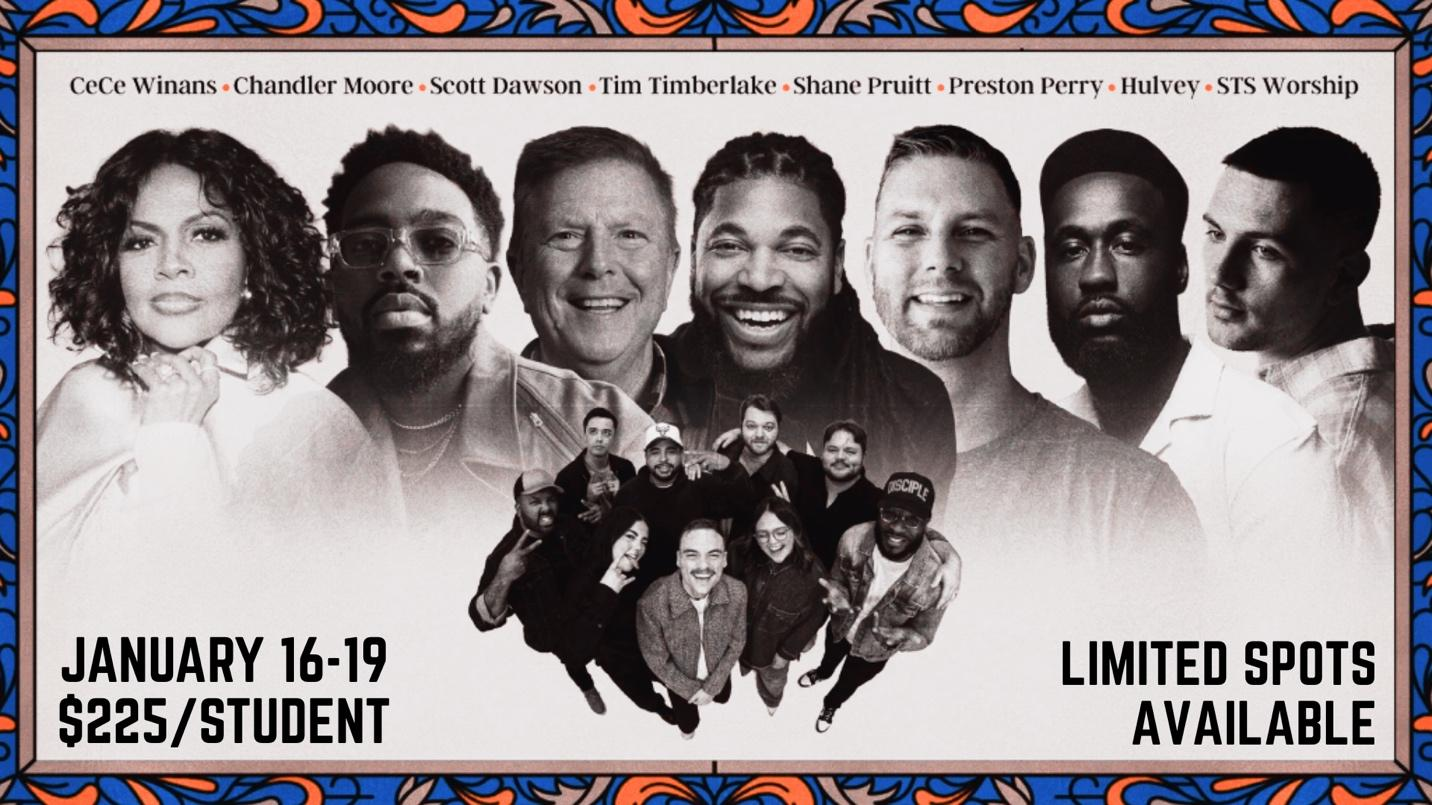 CeCe Winans • Chandler Moore • Scott Dawson • Tim Timberlake • Shane Pruitt • Preston Perry • Hulvey • STS Worship
DISCIPLE
JANUARY 16-19
$225/STUDENT
LIMITED SPOTS
AVAILABLE